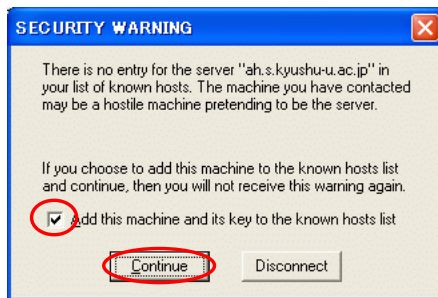 SECURITY WARNING
There is no entry for the server "ah.s.kyushu-u.ac.jp" in
your list of known hosts. The machine you have contacted
may be a hostile machine pretending to be the server.
If you choose to add this machine to the known hosts list
and continue, then you will not receive this warning again.
Add this machine and its key to the known hosts list
Continue Disconnect